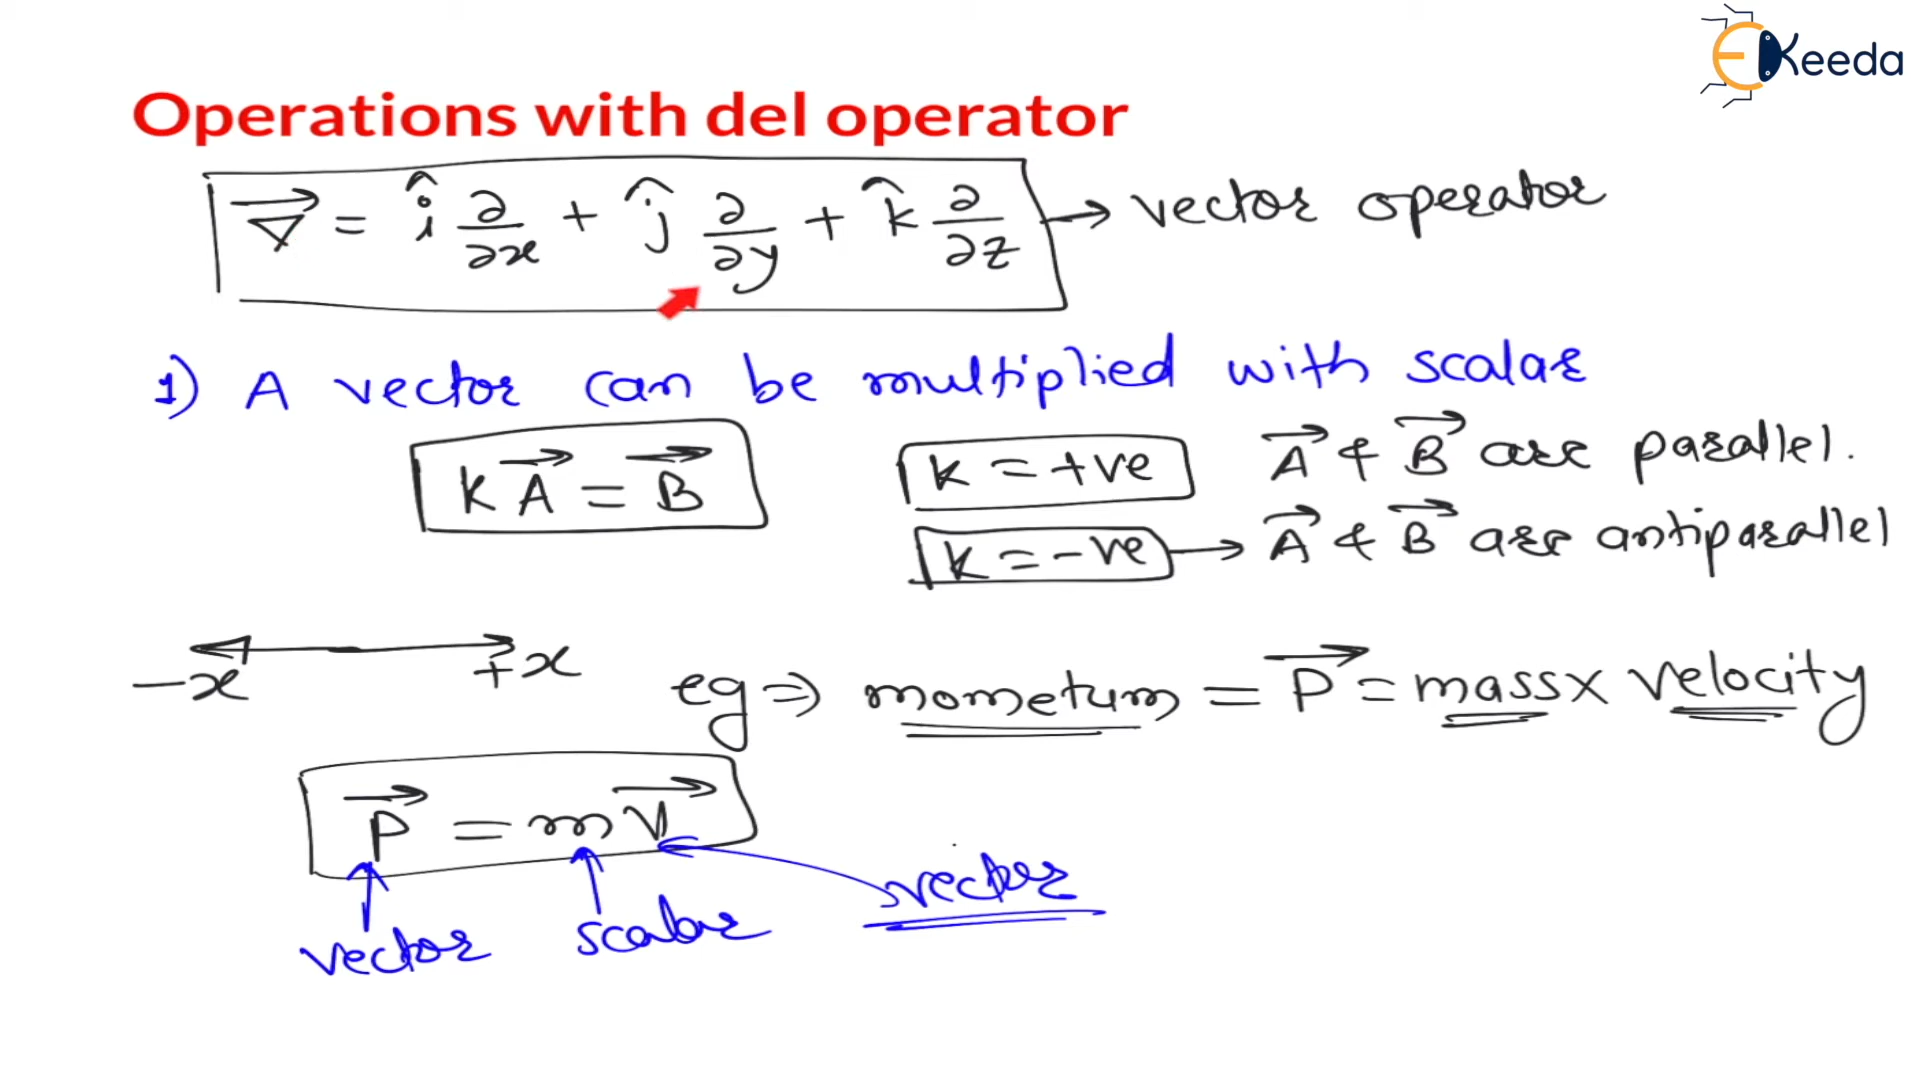 EKeeda
Operations with del operator
∇⃗ = î ∂/∂x + ĵ ∂/∂y + k̂ ∂/∂z → vector operator
1) A vector can be multiplied with scalar
kA⃗ = B⃗
k = +ve A⃗ & B⃗ are parallel.
k = -ve → A⃗ & B⃗ are antiparallel
-x +x
eg ⇒ mometum = P⃗ = mass x velocity
P⃗ = mV⃗
vector scalar vector